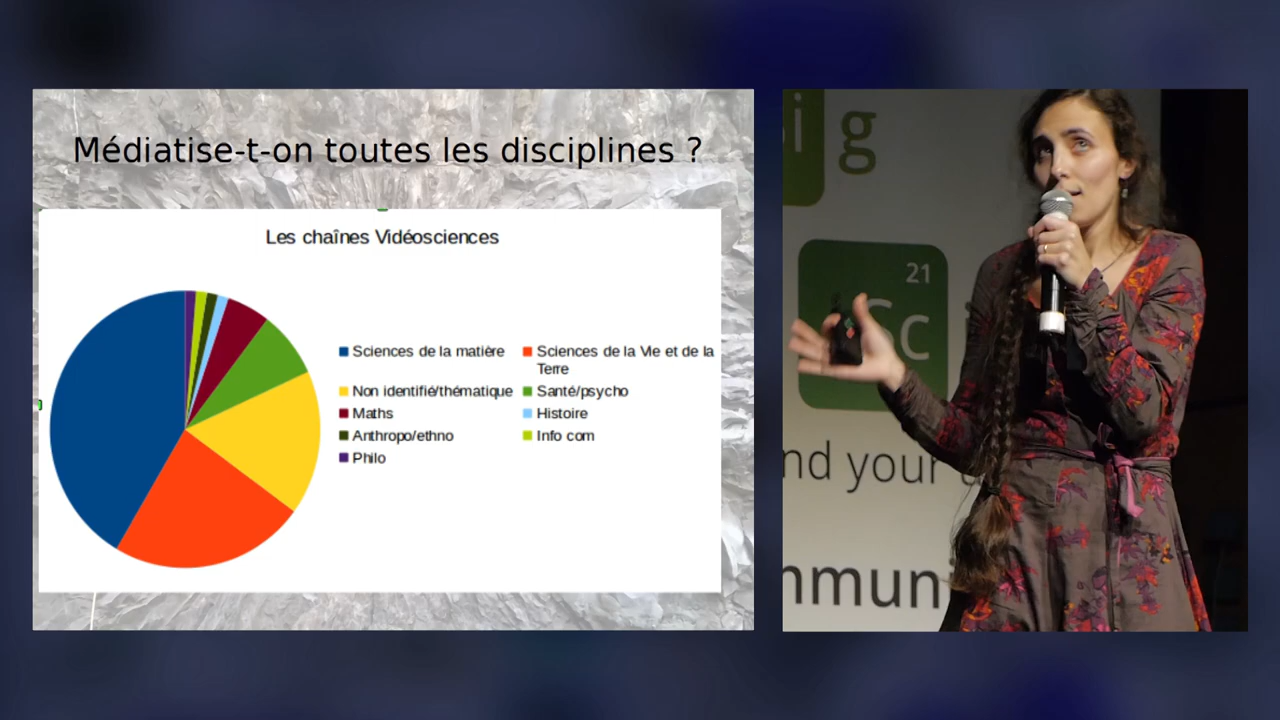 Médiatise-t-on toutes les disciplines ?
Les chaînes Vidéosciences
Sciences de la matière
Sciences de la Vie et de la
Terre
Non identifié/thématique
Santé/psycho
Maths
Histoire
Anthropo/ethno
Info com
Philo
si g
21
Sc
nd your
mmuni